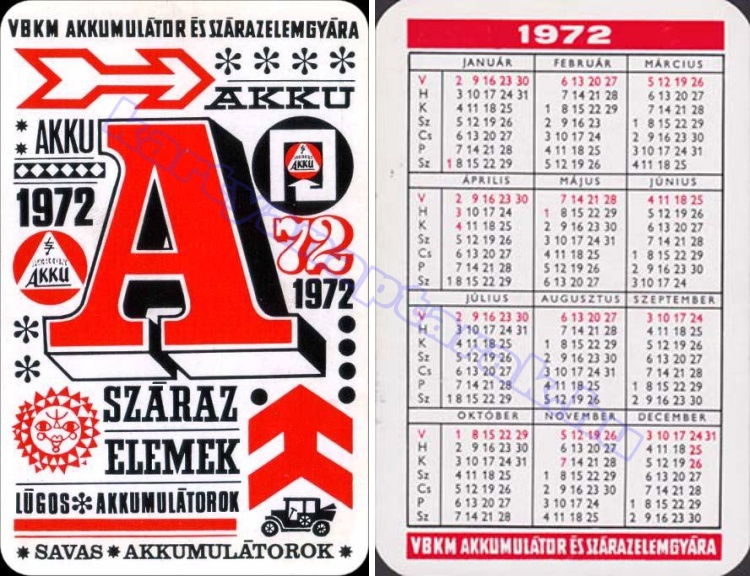 VBKM AKKUMULÁTOR ÉS SZÁRAZELEMGYÁRA
AKKU
AKKU
A
AKKU
1972
72
AKKU
1972
SZÁRAZ
ELEMEK
LÚGOS * AKKUMULÁTOROK
* SAVAS * AKKUMULÁTOROK *
1972
JANUÁR FEBRUÁR MÁRCIUS
V 2 9 16 23 30 6 13 20 27 5 12 19 26
H 3 10 17 24 31 7 14 21 28 6 13 20 27
K 4 11 18 25 1 8 15 22 29 7 14 21 28
Sz 5 12 19 26 2 9 16 23 1 8 15 22 29
Cs 6 13 20 27 3 10 17 24 2 9 16 23 30
P 7 14 21 28 4 11 18 25 3 10 17 24 31
Sz 1 8 15 22 29 5 12 19 26 4 11 18 25
ÁPRILIS MÁJUS JÚNIUS
V 2 9 16 23 30 7 14 21 28 4 11 18 25
H 3 10 17 24 1 8 15 22 29 5 12 19 26
K 4 11 18 25 2 9 16 23 30 6 13 20 27
Sz 5 12 19 26 3 10 17 24 31 7 14 21 28
Cs 6 13 20 27 4 11 18 25 1 8 15 22 29
P 7 14 21 28 5 12 19 26 2 9 16 23 30
Sz 1 8 15 22 29 6 13 20 27 3 10 17 24
JÚLIUS AUGUSZTUS SZEPTEMBER
V 2 9 16 23 30 6 13 20 27 3 10 17 24
H 3 10 17 24 31 7 14 21 28 4 11 18 25
K 4 11 18 25 1 8 15 22 29 5 12 19 26
Sz 5 12 19 26 2 9 16 23 30 6 13 20 27
Cs 6 13 20 27 3 10 17 24 31 7 14 21 28
P 7 14 21 28 4 11 18 25 1 8 15 22 29
Sz 1 8 15 22 29 5 12 19 26 2 9 16 23 30
OKTÓBER NOVEMBER DECEMBER
V 1 8 15 22 29 5 12 19 26 3 10 17 24 31
H 2 9 16 23 30 6 13 20 27 4 11 18 25
K 3 10 17 24 31 7 14 21 28 5 12 19 26
Sz 4 11 18 25 1 8 15 22 29 6 13 20 27
Cs 5 12 19 26 2 9 16 23 30 7 14 21 28
P 6 13 20 27 3 10 17 24 1 8 15 22 29
Sz 7 14 21 28 4 11 18 25 2 9 16 23 30
VBKM AKKUMULÁTOR ÉS SZÁRAZELEMGYÁRA